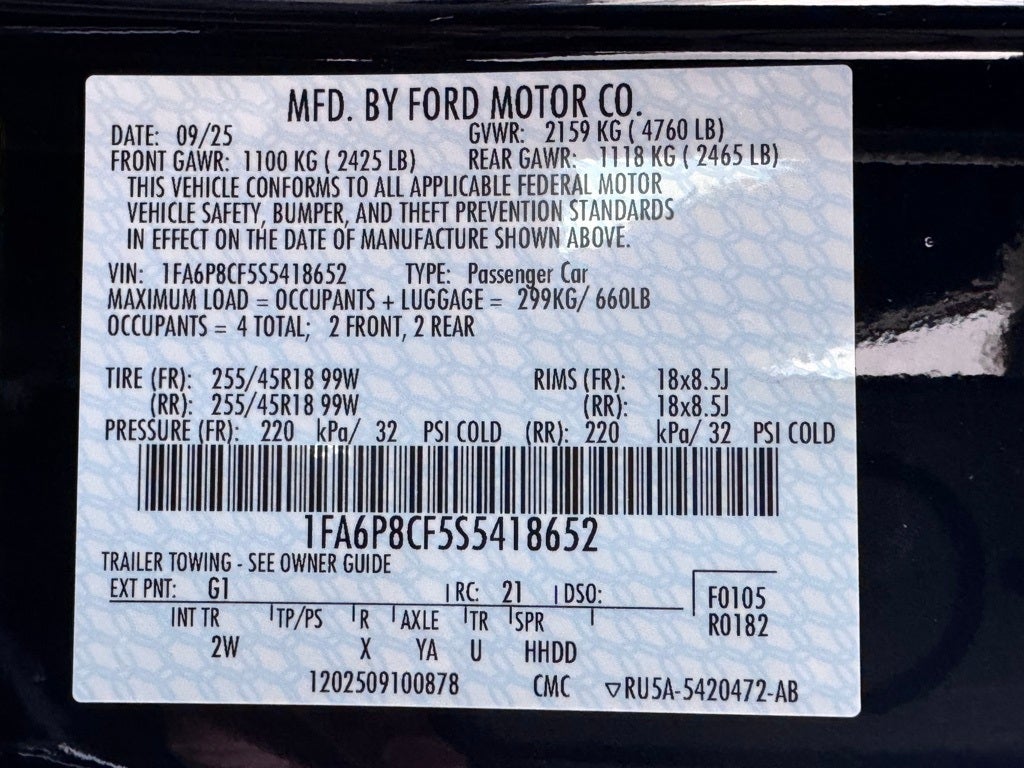 MFD. BY FORD MOTOR CO.
DATE: 09/25 GVWR: 2159 KG ( 4760 LB)
FRONT GAWR: 1100 KG ( 2425 LB) REAR GAWR: 1118 KG ( 2465 LB)
THIS VEHICLE CONFORMS TO ALL APPLICABLE FEDERAL MOTOR
VEHICLE SAFETY, BUMPER, AND THEFT PREVENTION STANDARDS
IN EFFECT ON THE DATE OF MANUFACTURE SHOWN ABOVE.
VIN: 1FA6P8CF5S5418652 TYPE: Passenger Car
MAXIMUM LOAD = OCCUPANTS + LUGGAGE = 299KG/ 660LB
OCCUPANTS = 4 TOTAL; 2 FRONT, 2 REAR
TIRE (FR): 255/45R18 99W RIMS (FR): 18x8.5J
(RR): 255/45R18 99W (RR): 18x8.5J
PRESSURE (FR): 220 kPa/ 32 PSI COLD (RR): 220 kPa/ 32 PSI COLD
1FA6P8CF5S5418652
TRAILER TOWING - SEE OWNER GUIDE
EXT PNT: G1 RC: 21 DSO: F0105
INT TR TP/PS R AXLE TR SPR R0182
2W X YA U HHDD
1202509100878 CMC ▽RU5A-5420472-AB